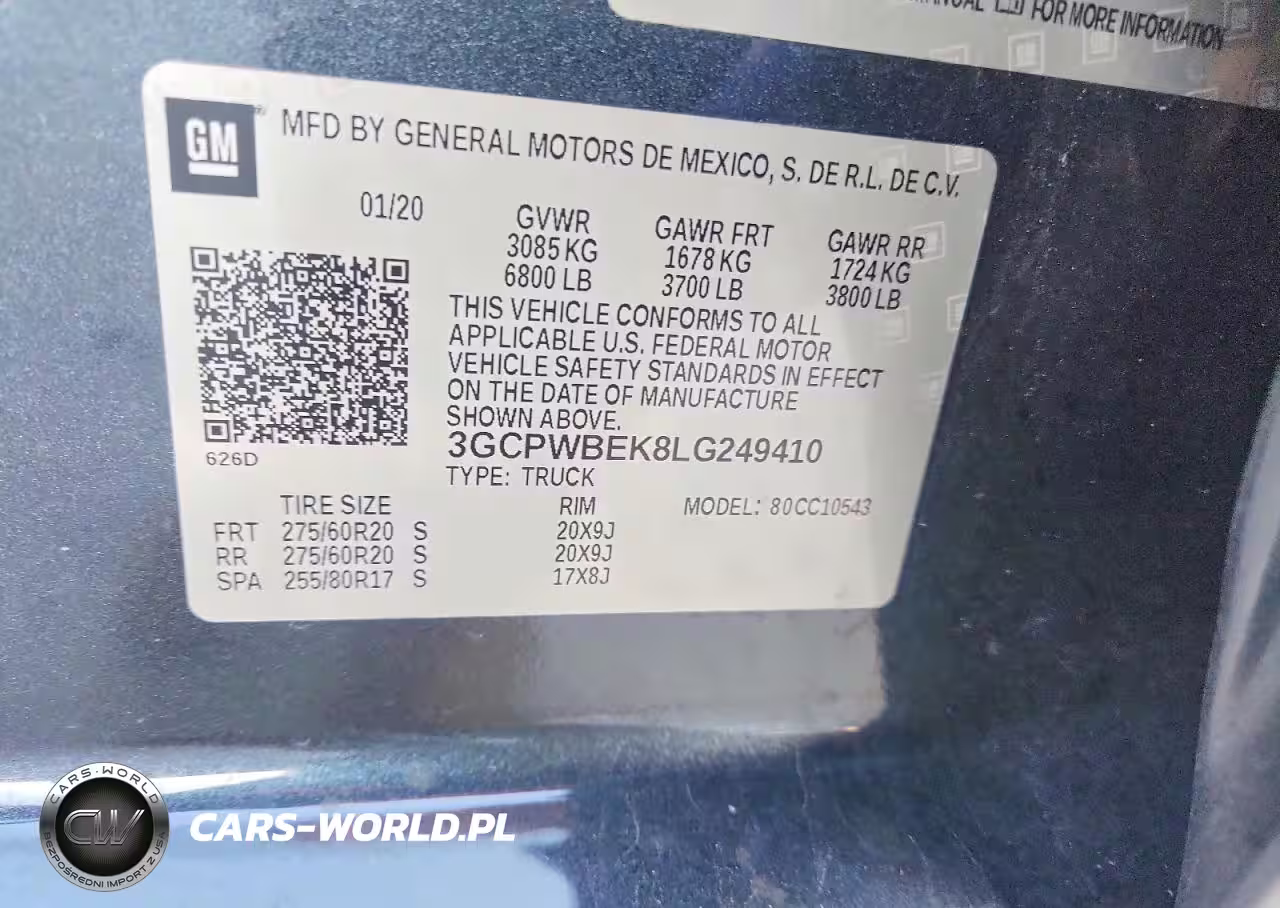 MANUAL FOR MORE INFORMATION
GM
MFD BY GENERAL MOTORS DE MEXICO, S. DE R.L. DE C.V.
01/20
GVWR GAWR FRT GAWR RR
3085 KG 1678 KG 1724 KG
6800 LB 3700 LB 3800 LB
THIS VEHICLE CONFORMS TO ALL
APPLICABLE U.S. FEDERAL MOTOR
VEHICLE SAFETY STANDARDS IN EFFECT
ON THE DATE OF MANUFACTURE
SHOWN ABOVE.
3GCPWBEK8LG249410
626D
TYPE: TRUCK
TIRE SIZE RIM MODEL: 80CC10543
FRT 275/60R20 S 20X9J
RR 275/60R20 S 20X9J
SPA 255/80R17 S 17X8J
CARS-WORLD
CW
BEZPOŚREDNI IMPORT Z USA
CARS-WORLD.PL